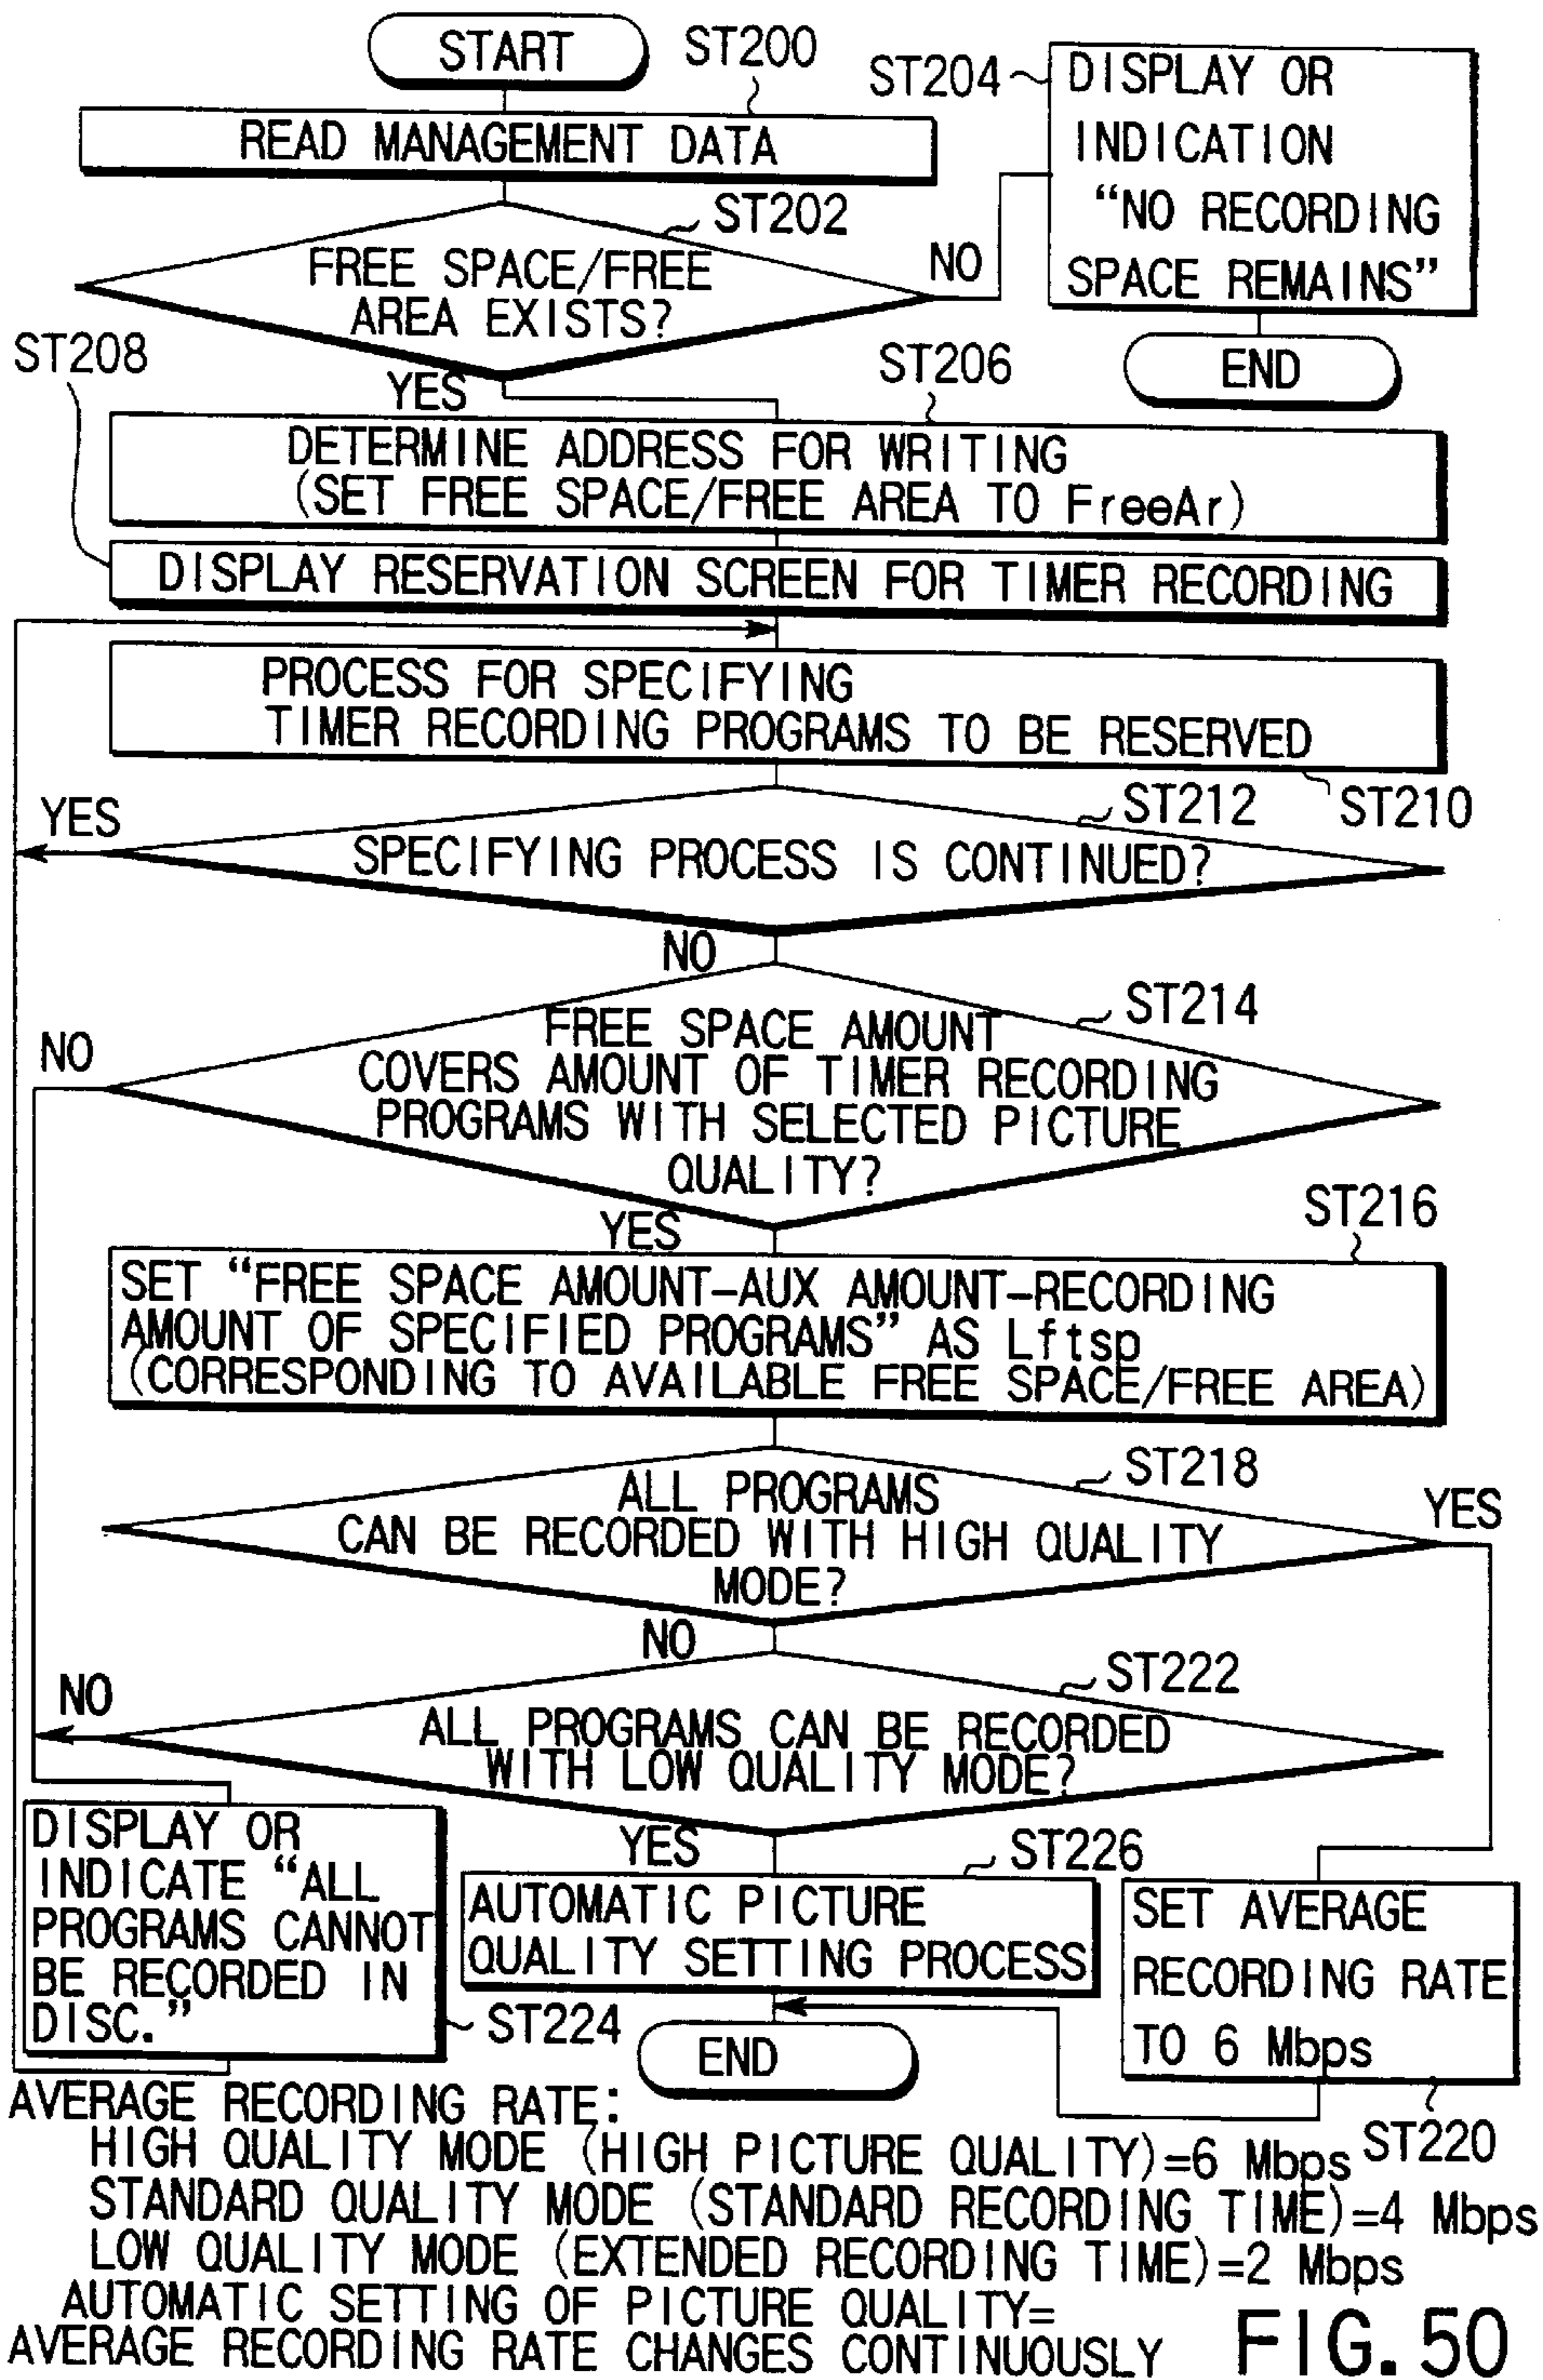 START
ST200
READ MANAGEMENT DATA
ST204
DISPLAY OR
INDICATION
“NO RECORDING
SPACE REMAINS”
END
ST202
FREE SPACE/FREE
AREA EXISTS?
NO
YES
ST206
DETERMINE ADDRESS FOR WRITING
(SET FREE SPACE/FREE AREA TO FreeAr)
ST208
DISPLAY RESERVATION SCREEN FOR TIMER RECORDING
PROCESS FOR SPECIFYING
TIMER RECORDING PROGRAMS TO BE RESERVED
ST210
ST212
YES
SPECIFYING PROCESS IS CONTINUED?
NO
ST214
NO
FREE SPACE AMOUNT
COVERS AMOUNT OF TIMER RECORDING
PROGRAMS WITH SELECTED PICTURE
QUALITY?
YES
ST216
SET “FREE SPACE AMOUNT-AUX AMOUNT-RECORDING
AMOUNT OF SPECIFIED PROGRAMS” AS Lftsp
(CORRESPONDING TO AVAILABLE FREE SPACE/FREE AREA)
ST218
ALL PROGRAMS
CAN BE RECORDED WITH HIGH QUALITY
MODE?
YES
NO
ST222
NO
ALL PROGRAMS CAN BE RECORDED
WITH LOW QUALITY MODE?
YES
DISPLAY OR
INDICATE “ALL
PROGRAMS CANNOT
BE RECORDED IN
DISC.”
ST224
ST226
AUTOMATIC PICTURE
QUALITY SETTING PROCESS
END
SET AVERAGE
RECORDING RATE
TO 6 Mbps
ST220
AVERAGE RECORDING RATE:
HIGH QUALITY MODE (HIGH PICTURE QUALITY)=6 Mbps
STANDARD QUALITY MODE (STANDARD RECORDING TIME)=4 Mbps
LOW QUALITY MODE (EXTENDED RECORDING TIME)=2 Mbps
AUTOMATIC SETTING OF PICTURE QUALITY=
AVERAGE RECORDING RATE CHANGES CONTINUOUSLY
FIG.50